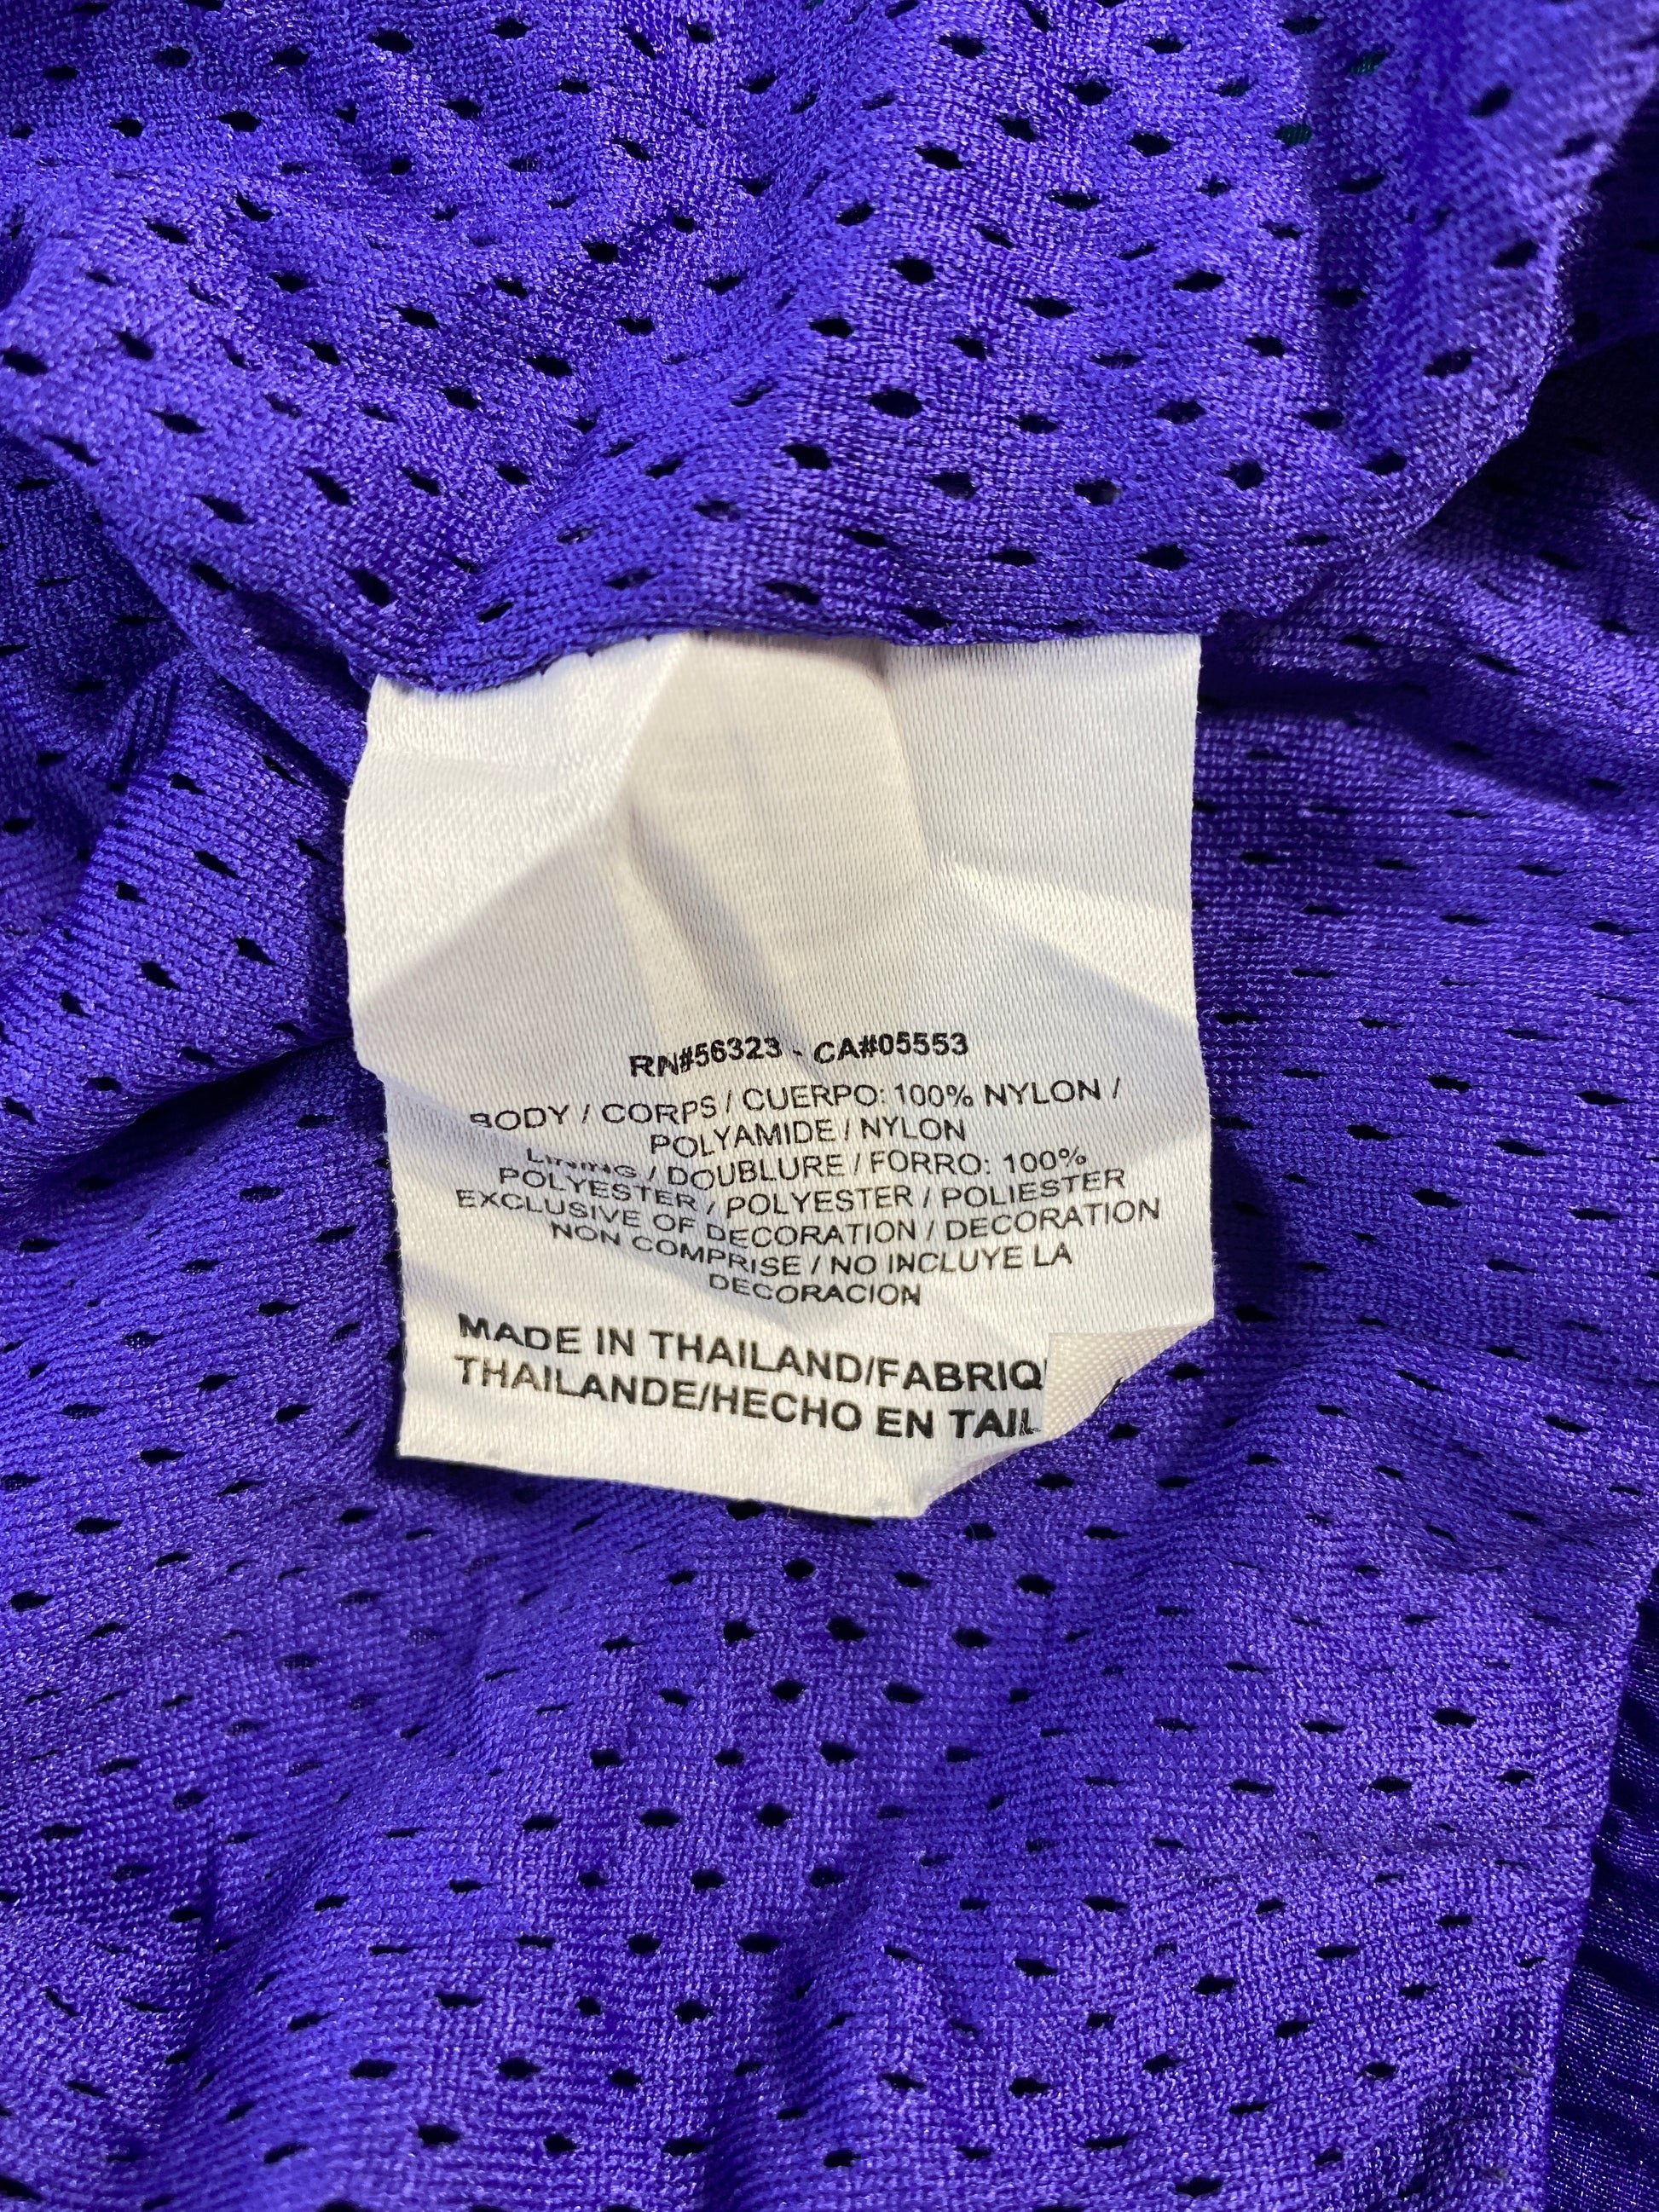 RN#56323 - CA#05553
BODY / CORPS / CUERPO: 100% NYLON /
POLYAMIDE / NYLON
LINING / DOUBLURE / FORRO: 100%
POLYESTER / POLYESTER / POLIESTER
EXCLUSIVE OF DECORATION / DECORATION
NON COMPRISE / NO INCLUYE LA
DECORACION
MADE IN THAILAND/FABRIQ
THAILANDE/HECHO EN TAIL